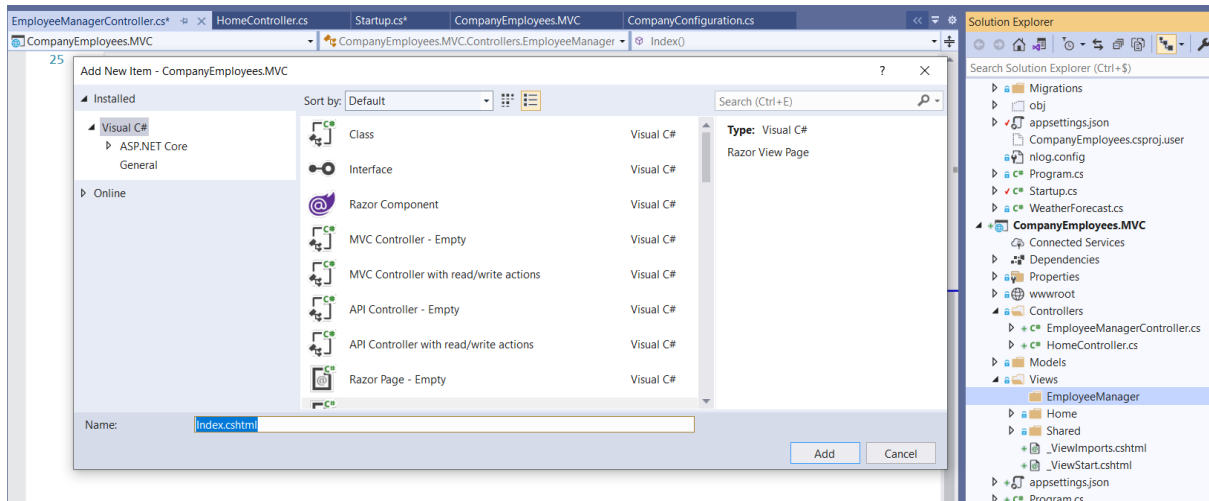 EmployeeManagerController.cs*
HomeController.cs
Startup.cs*
CompanyEmployees.MVC
CompanyConfiguration.cs
CompanyEmployees.MVC
CompanyEmployees.MVC.Controllers.EmployeeManager
Index()
25
Add New Item - CompanyEmployees.MVC
?
Installed
Visual C#
ASP.NET Core
General
Online
Sort by: Default
Class Visual C#
Interface Visual C#
Razor Component Visual C#
MVC Controller - Empty Visual C#
MVC Controller with read/write actions Visual C#
API Controller - Empty Visual C#
API Controller with read/write actions Visual C#
Razor Page - Empty Visual C#
Search (Ctrl+E)
Type: Visual C#
Razor View Page
Name: Index.cshtml
Add
Cancel
Solution Explorer
Search Solution Explorer (Ctrl+$)
Migrations
obj
appsettings.json
CompanyEmployees.csproj.user
nlog.config
C# Program.cs
C# Startup.cs
C# WeatherForecast.cs
CompanyEmployees.MVC
Connected Services
Dependencies
Properties
wwwroot
Controllers
C# EmployeeManagerController.cs
C# HomeController.cs
Models
Views
EmployeeManager
Home
Shared
_ViewImports.cshtml
_ViewStart.cshtml
appsettings.json
C# Program.cs